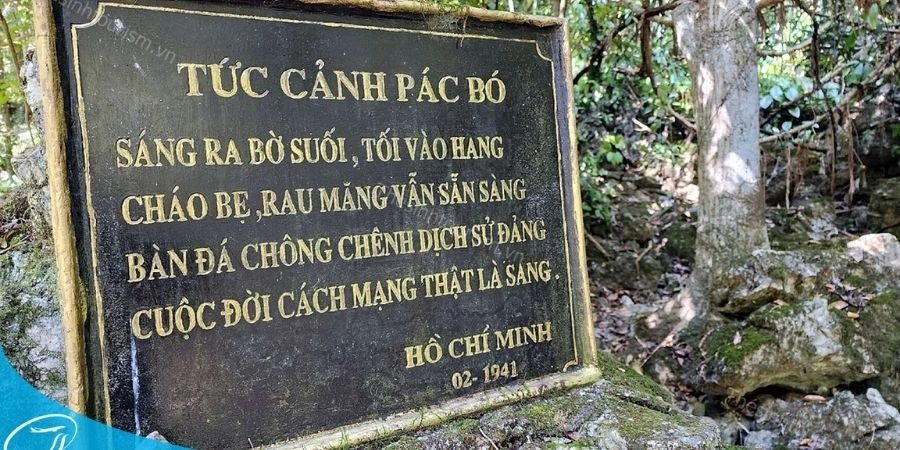 TỨC CẢNH PÁC BÓ
SÁNG RA BỜ SUỐI , TỐI VÀO HANG
CHÁO BẸ ,RAU MĂNG VẪN SẴN SÀNG
BÀN ĐÁ CHÔNG CHÊNH DỊCH SỬ ĐẢNG
CUỘC ĐỜI CÁCH MẠNG THẬT LÀ SANG .
HỒ CHÍ MINH
02- 1941